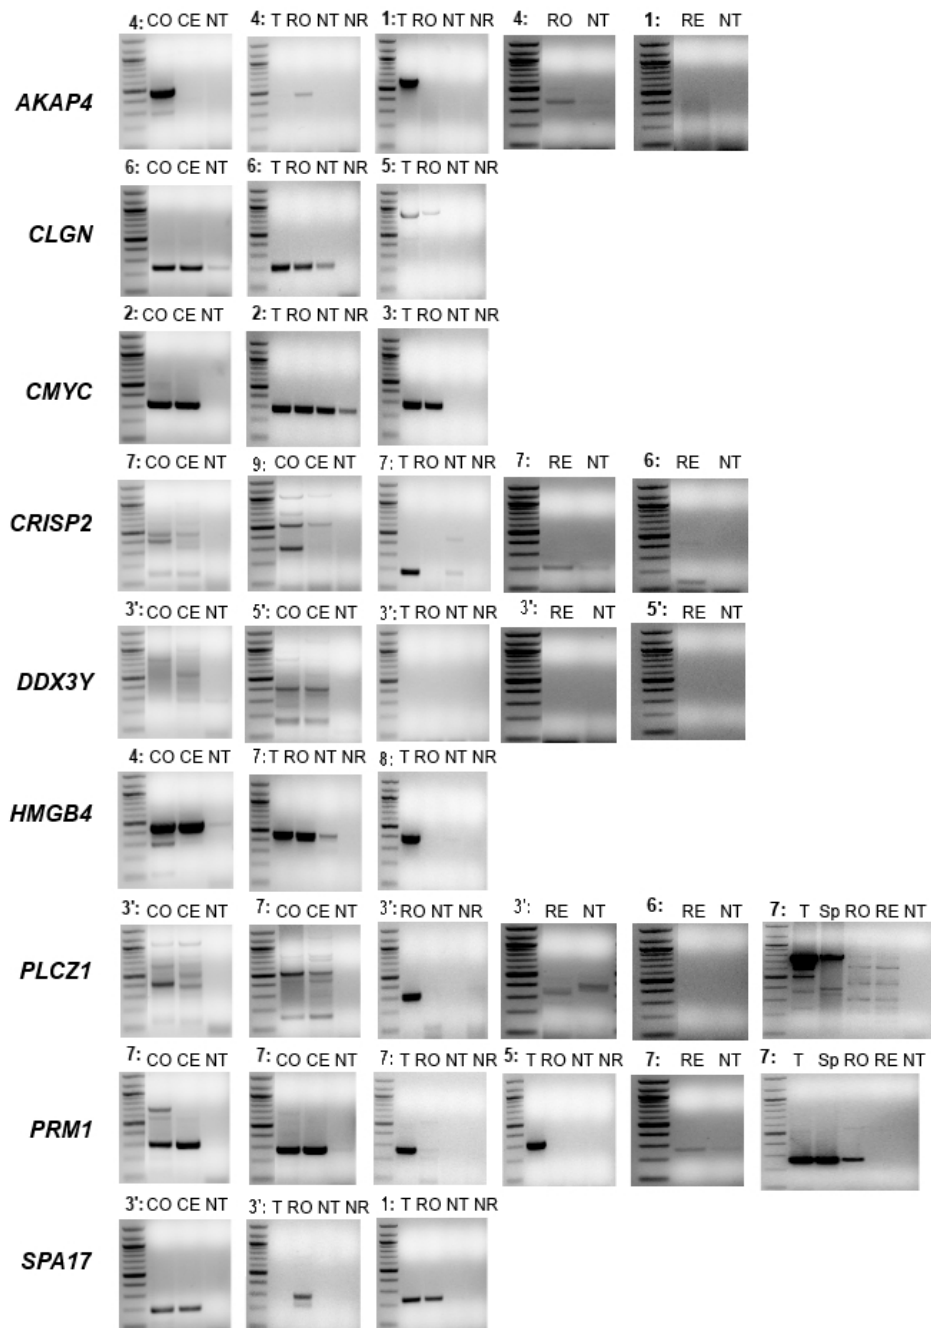 4: CO CE NT 4: T RO NT NR 1: T RO NT NR 4: RO NT 1: RE NT
AKAP4
6: CO CE NT 6: T RO NT NR 5: T RO NT NR
CLGN
2: CO CE NT 2: T RO NT NR 3: T RO NT NR
CMYC
7: CO CE NT 9: CO CE NT 7: T RO NT NR 7: RE NT 6: RE NT
CRISP2
3': CO CE NT 5': CO CE NT 3': T RO NT NR 3': RE NT 5': RE NT
DDX3Y
4: CO CE NT 7: T RO NT NR 8: T RO NT NR
HMGB4
3': CO CE NT 7: CO CE NT 3': RO NT NR 3': RE NT 6: RE NT 7: T Sp RO RE NT
PLCZ1
7: CO CE NT 7: CO CE NT 7: T RO NT NR 5: T RO NT NR 7: RE NT 7: T Sp RO RE NT
PRM1
3': CO CE NT 3': T RO NT NR 1: T RO NT NR
SPA17